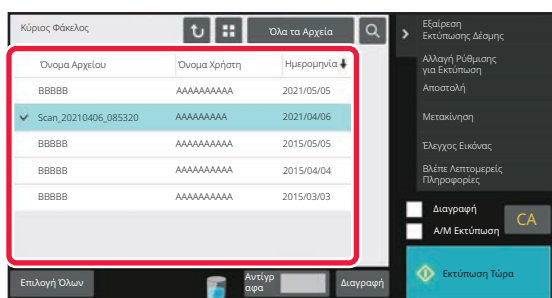 Κύριος Φάκελος
Όλα τα Αρχεία
Όνομα Αρχείου Όνομα Χρήστη Ημερομηνία
BBBBB AAAAAAAAAA 2021/05/05
Scan_20210406_085320 AAAAAAAAA 2021/04/06
BBBBB AAAAAAAAAA 2015/05/05
BBBBB AAAAAAAAAA 2015/04/04
BBBBB AAAAAAAAAA 2015/03/03
Επιλογή Όλων
Αντίγρ
αφα
Διαγραφή
Εξαίρεση
Εκτύπωσης Δέσμης
Αλλαγή Ρύθμισης
για Εκτύπωση
Αποστολή
Μετακίνηση
Έλεγχος Εικόνας
Βλέπε Λεπτομερείς
Πληροφορίες
Διαγραφή
Α/Μ Εκτύπωση
CA
Εκτύπωση Τώρα